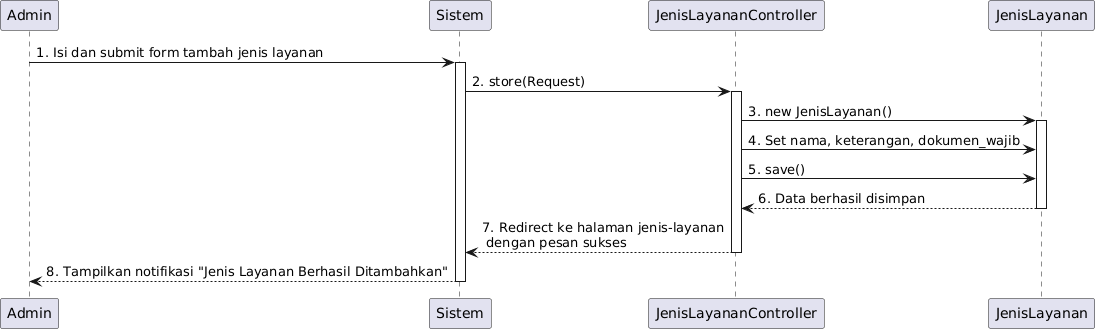 Admin
Sistem
JenisLayananController
JenisLayanan
1. Isi dan submit form tambah jenis layanan
2. store(Request)
3. new JenisLayanan()
4. Set nama, keterangan, dokumen_wajib
5. save()
6. Data berhasil disimpan
7. Redirect ke halaman jenis-layanan
dengan pesan sukses
8. Tampilkan notifikasi "Jenis Layanan Berhasil Ditambahkan"
Admin
Sistem
JenisLayananController
JenisLayanan